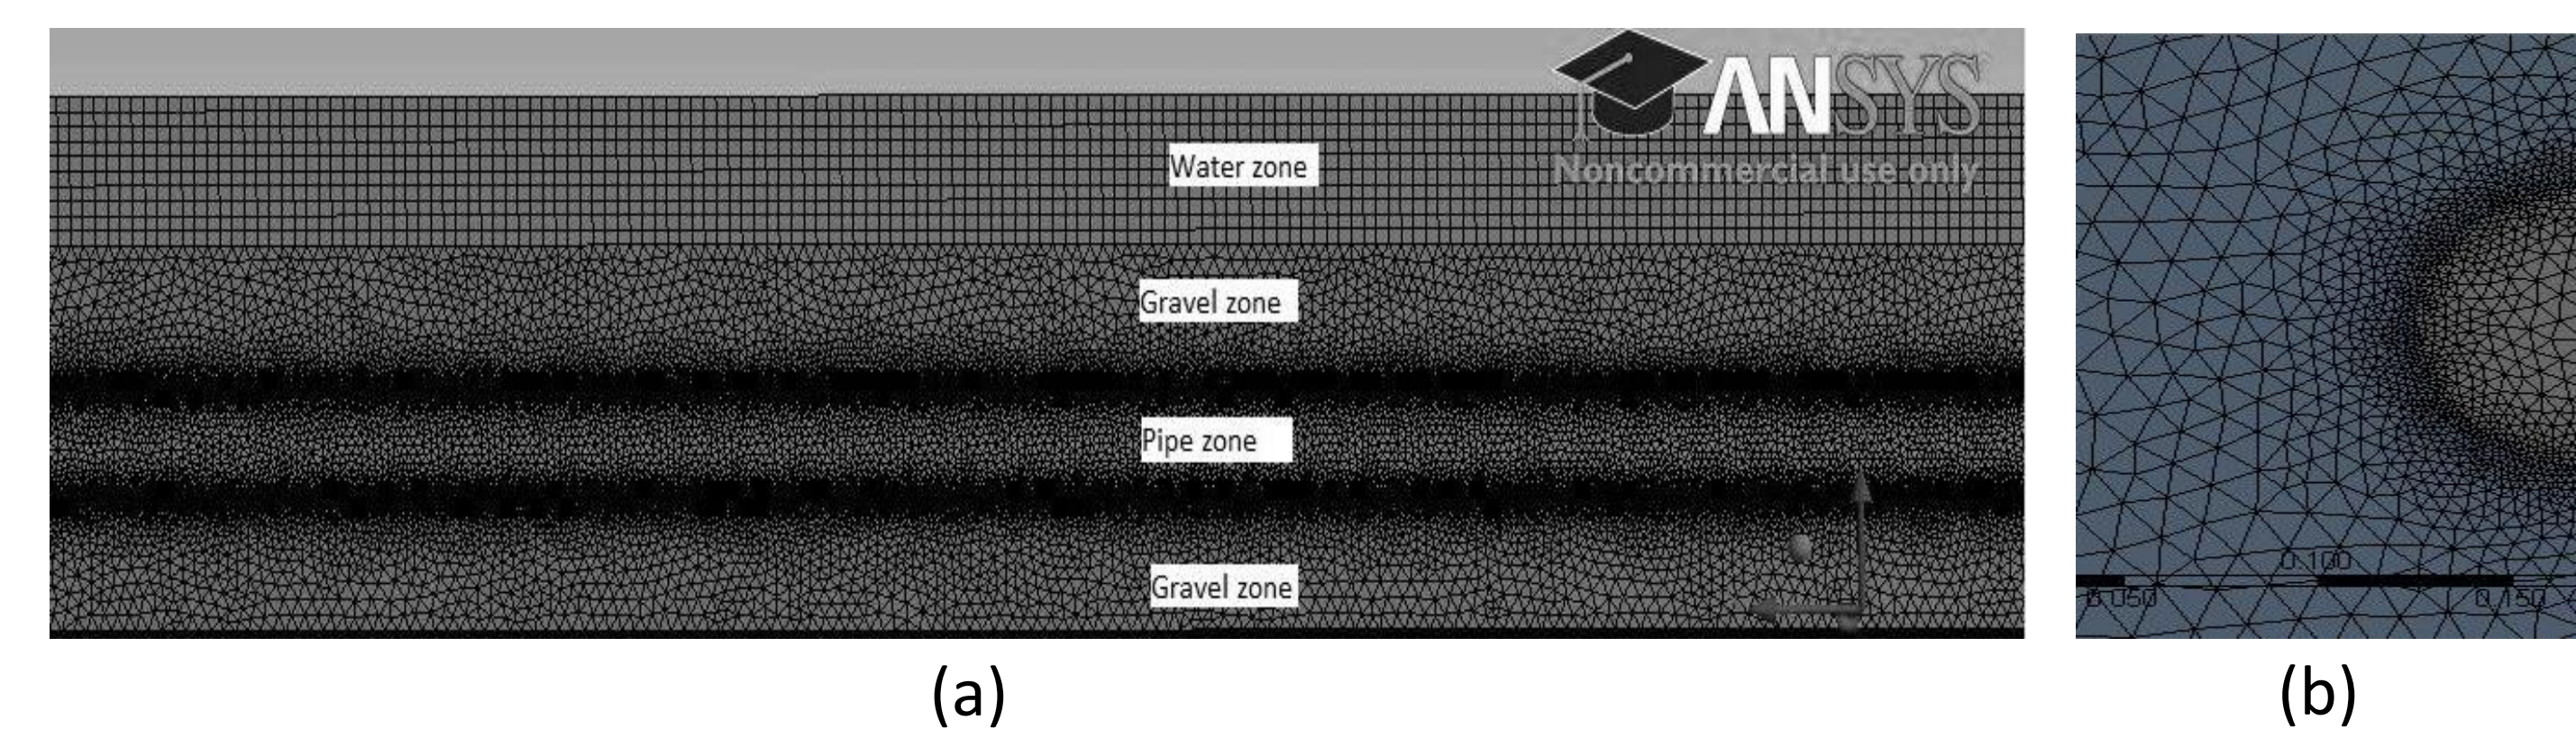 ANSYS
Noncommercial use only
Water zone
Gravel zone
Pipe zone
Gravel zone
0.100
0.050
0.150
(a)
(b)